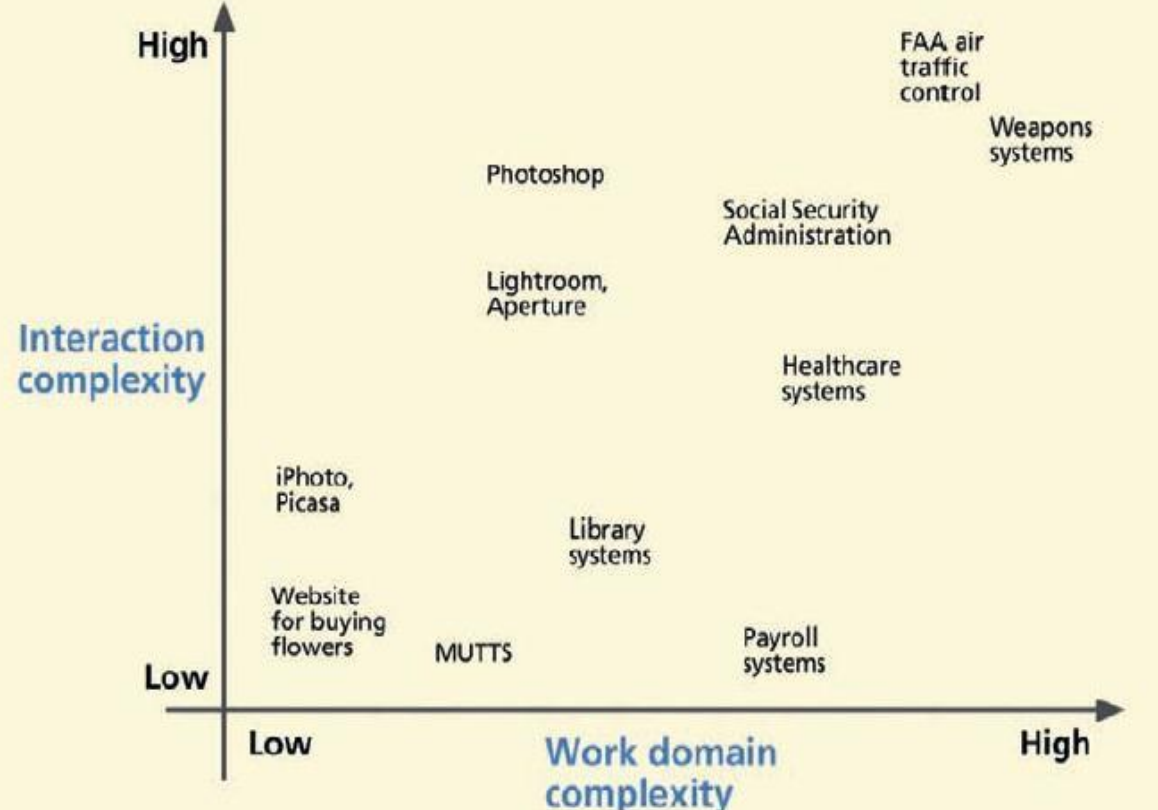 High
FAA air
traffic
control
Weapons
systems
Photoshop
Social Security
Administration
Lightroom,
Aperture
Interaction
complexity
Healthcare
systems
iPhoto,
Picasa
Library
systems
Website
for buying
flowers
MUTTS
Payroll
systems
Low
Low
High
Work domain
complexity